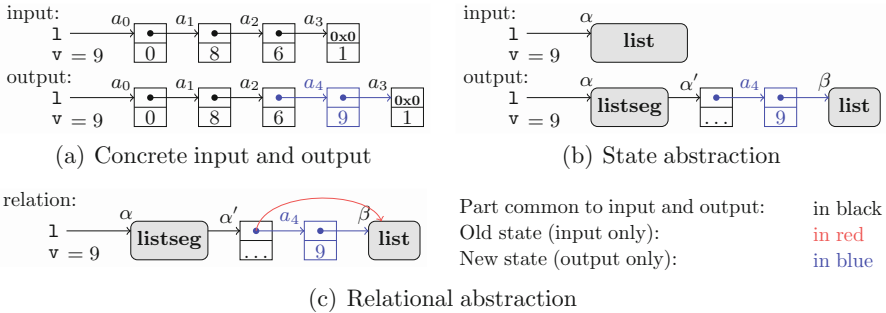 input:
a0 a1 a2 a3
l 0x0
v = 9 0 8 6 1
output:
a0 a1 a2 a4 a3
l 0x0
v = 9 0 8 6 9 1
(a) Concrete input and output
input:
α
l list
v = 9
output:
α α′ a4 β
l listseg list
v = 9 ... 9
(b) State abstraction
relation:
α α′ a4 β
l listseg list
v = 9 ... 9
Part common to input and output: in black
Old state (input only): in red
New state (output only): in blue
(c) Relational abstraction